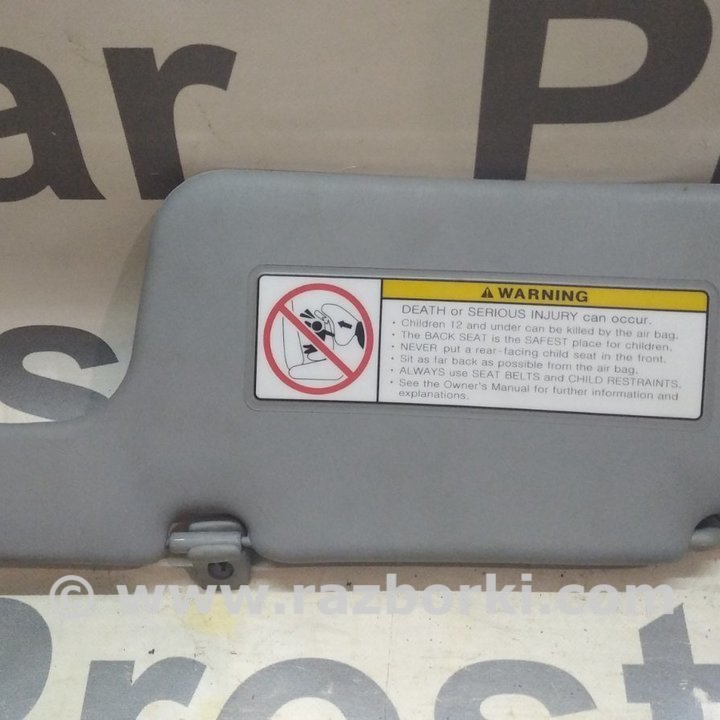 ar P
WARNING
DEATH or SERIOUS INJURY can occur.
• Children 12 and under can be killed by the air bag.
• The BACK SEAT is the SAFEST place for children.
• NEVER put a rear-facing child seat in the front.
• Sit as far back as possible from the air bag.
• ALWAYS use SEAT BELTS and CHILD RESTRAINTS.
• See the Owner's Manual for further information and
explanations.
© www.razborki.com
Prost